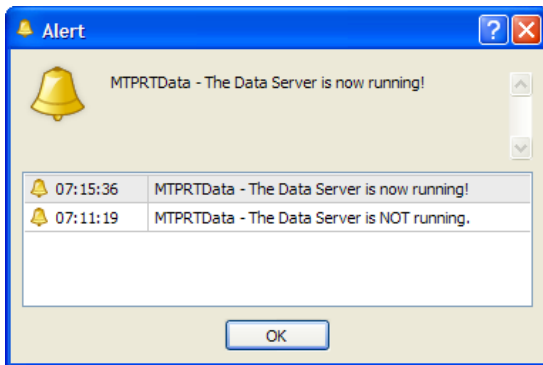 Alert
MTPRTData - The Data Server is now running!
07:15:36 MTPRTData - The Data Server is now running!
07:11:19 MTPRTData - The Data Server is NOT running.
OK